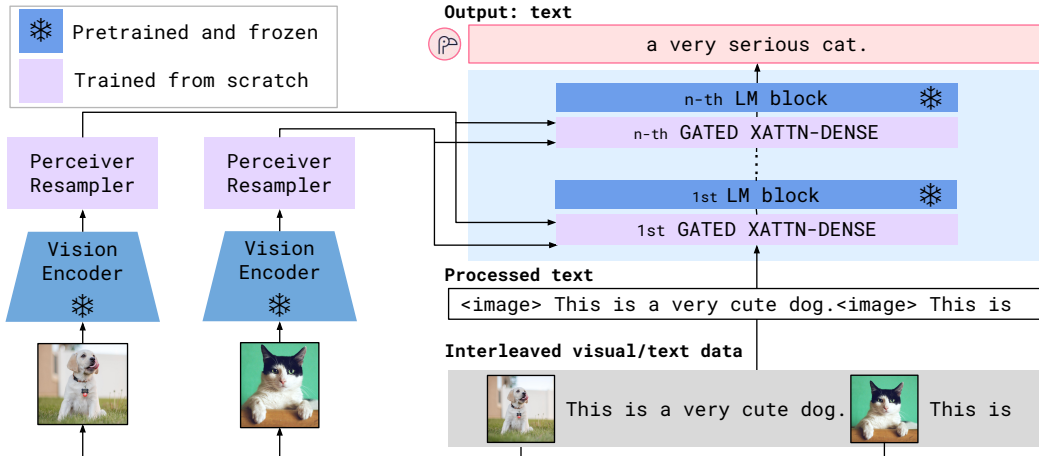 Pretrained and frozen
Trained from scratch
Perceiver
Resampler
Perceiver
Resampler
Vision
Encoder
Vision
Encoder
Output: text
a very serious cat.
n-th LM block
n-th GATED XATTN-DENSE
1st LM block
1st GATED XATTN-DENSE
Processed text
<image> This is a very cute dog.<image> This is
Interleaved visual/text data
This is a very cute dog.
This is